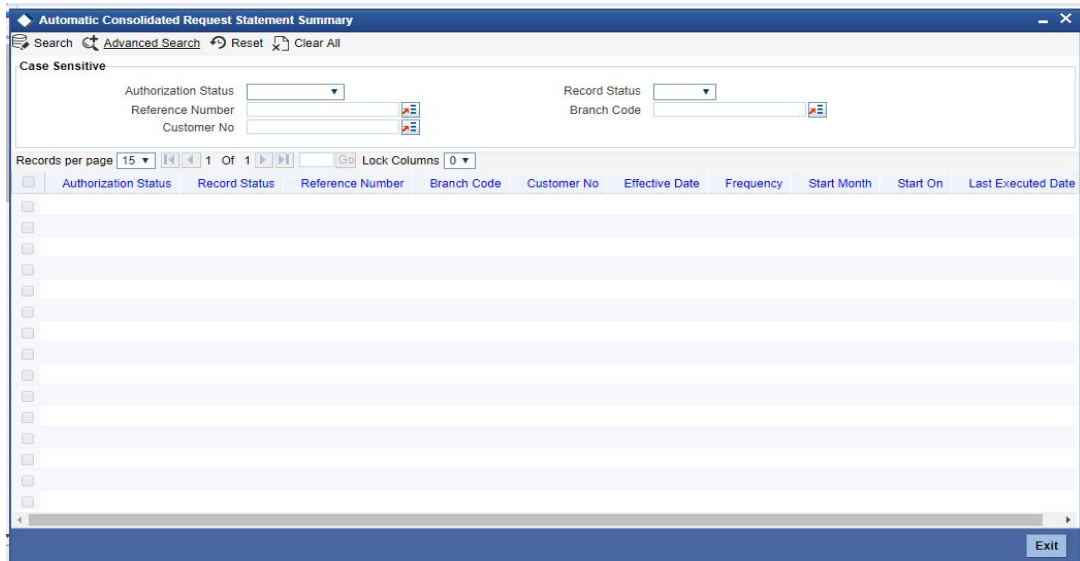 Automatic Consolidated Request Statement Summary
Search Advanced Search Reset Clear All
Case Sensitive
Authorization Status Record Status
Reference Number Branch Code
Customer No
Records per page 15 1 Of 1 Go Lock Columns 0
Authorization Status Record Status Reference Number Branch Code Customer No Effective Date Frequency Start Month Start On Last Executed Date
Exit